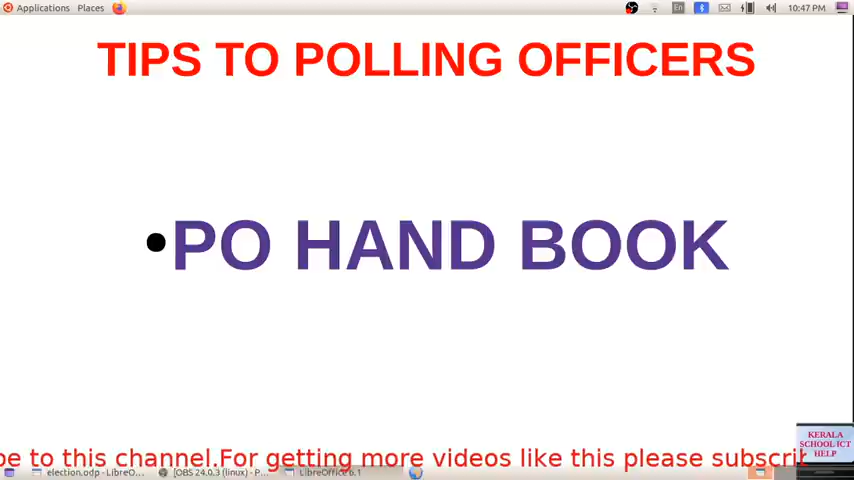 Applications Places
En
10:47 PM
TIPS TO POLLING OFFICERS
•PO HAND BOOK
KERALA
SCHOOL ICT
HELP
be to this channel.For getting more videos like this please subscrib
election.odp - LibreO...
[OBS 24.0.3 (linux) - P...
LibreOffice 6.1